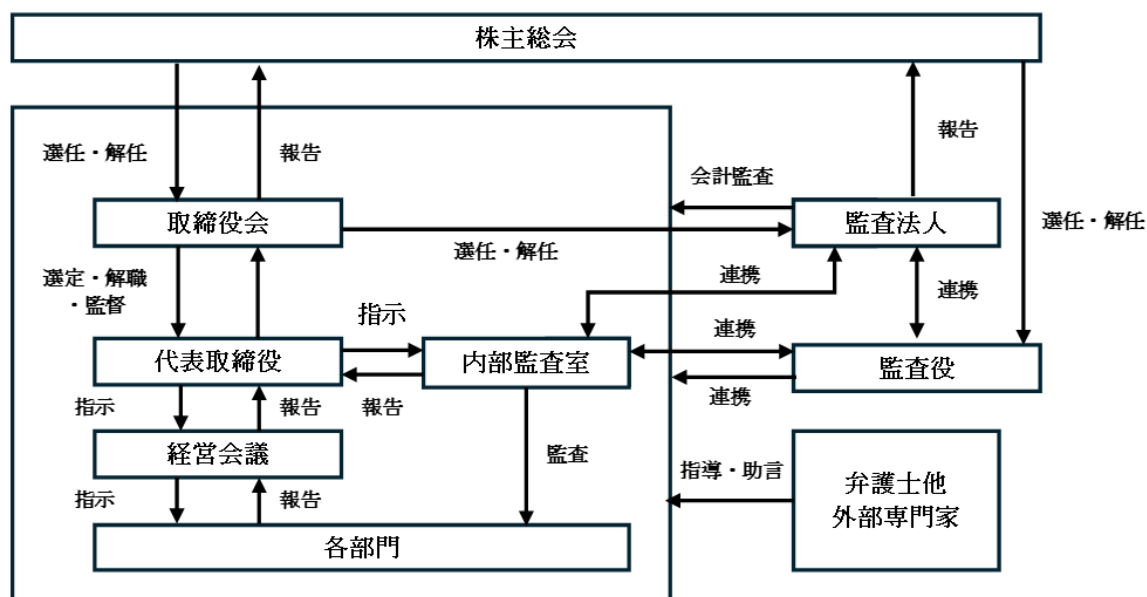 株主総会
選任・解任
報告
報告
会計監査
選任・解任
取締役会
監査法人
選任・解任
選定・解職
・監督
連携
連携
指示
連携
代表取締役
内部監査室
監査役
指示
報告
報告
連携
経営会議
監査
指示
報告
指導・助言
弁護士他
外部専門家
各部門